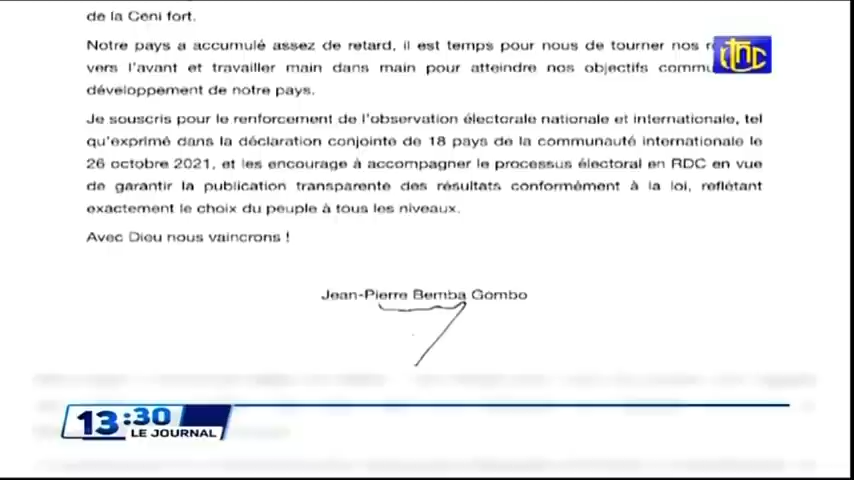 de la Ceni fort.
Notre pays a accumulé assez de retard, il est temps pour nous de tourner nos
vers l'avant et travailler main dans main pour atteindre nos objectifs
développement de notre pays.
Je souscris pour le renforcement de l'observation électorale nationale et internationale, tel
qu'exprimé dans la déclaration conjointe de 18 pays de la communauté internationale le
26 octobre 2021, et les encourage à accompagner le processus électoral en RDC en vue
de garantir la publication transparente des résultats conformément à la loi, reflétant
exactement le choix du peuple à tous les niveaux.
Avec Dieu nous vaincrons !
Jean-Pierre Bemba Gombo
13:30
LE JOURNAL